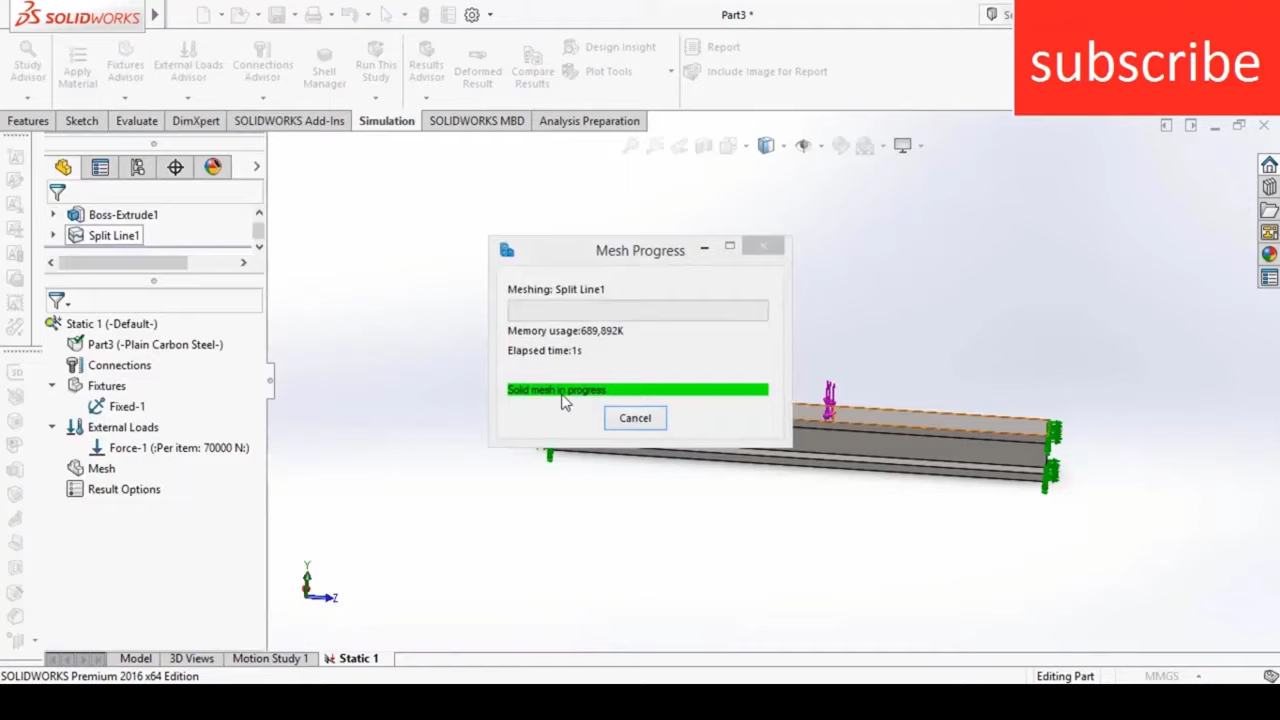 SOLIDWORKS
Part3 *
subscribe
Study Advisor
Apply Material
Fixtures Advisor
External Loads Advisor
Connections Advisor
Shell Manager
Run This Study
Results Advisor
Deformed Result
Compare Results
Design Insight
Plot Tools
Report
Include Image for Report
Features
Sketch
Evaluate
DimXpert
SOLIDWORKS Add-Ins
Simulation
SOLIDWORKS MBD
Analysis Preparation
Boss-Extrude1
Split Line1
Static 1 (-Default-)
Part3 (-Plain Carbon Steel-)
Connections
Fixtures
Fixed-1
External Loads
Force-1 (:Per item: 70000 N:)
Mesh
Result Options
Mesh Progress
Meshing: Split Line1
Memory usage:689,892K
Elapsed time:1s
Solid mesh in progress
Cancel
Y
Z
Model
3D Views
Motion Study 1
Static 1
SOLIDWORKS Premium 2016 x64 Edition
Editing Part
MMGS